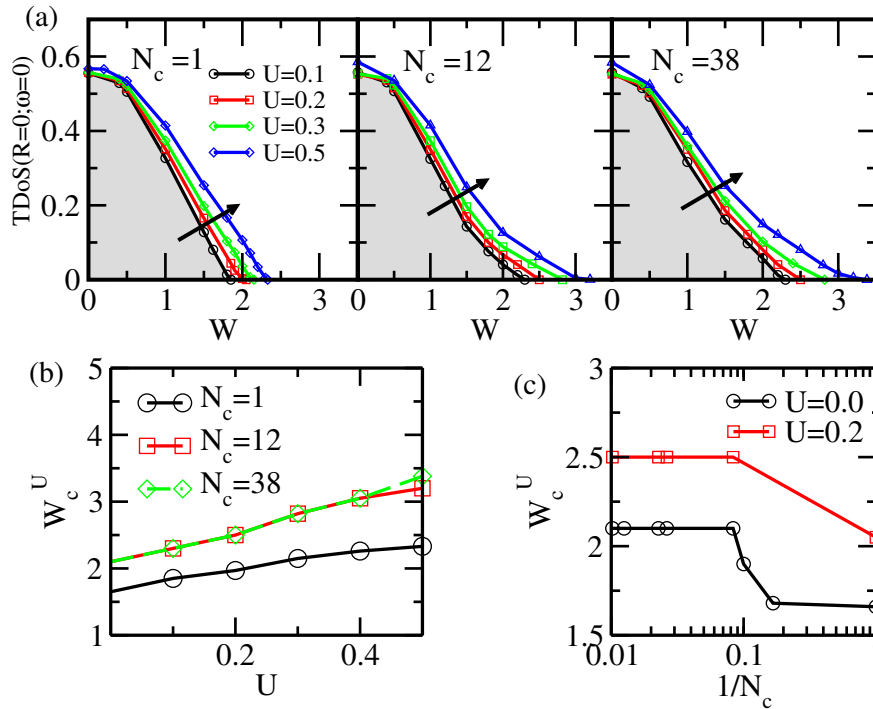 (a)
TDoS(R=0;ω=0)
0.6
0.4
0.2
0
N_c=1
U=0.1
U=0.2
U=0.3
U=0.5
N_c=12
N_c=38
0 1 2 3
0 1 2 3
0 1 2 3
W W W
(b)
W_c^U
5
4
3
2
1
N_c=1
N_c=12
N_c=38
0.2 0.4
U
(c)
W_c^U
3
2.5
2
1.5
U=0.0
U=0.2
0.01 0.1
1/N_c